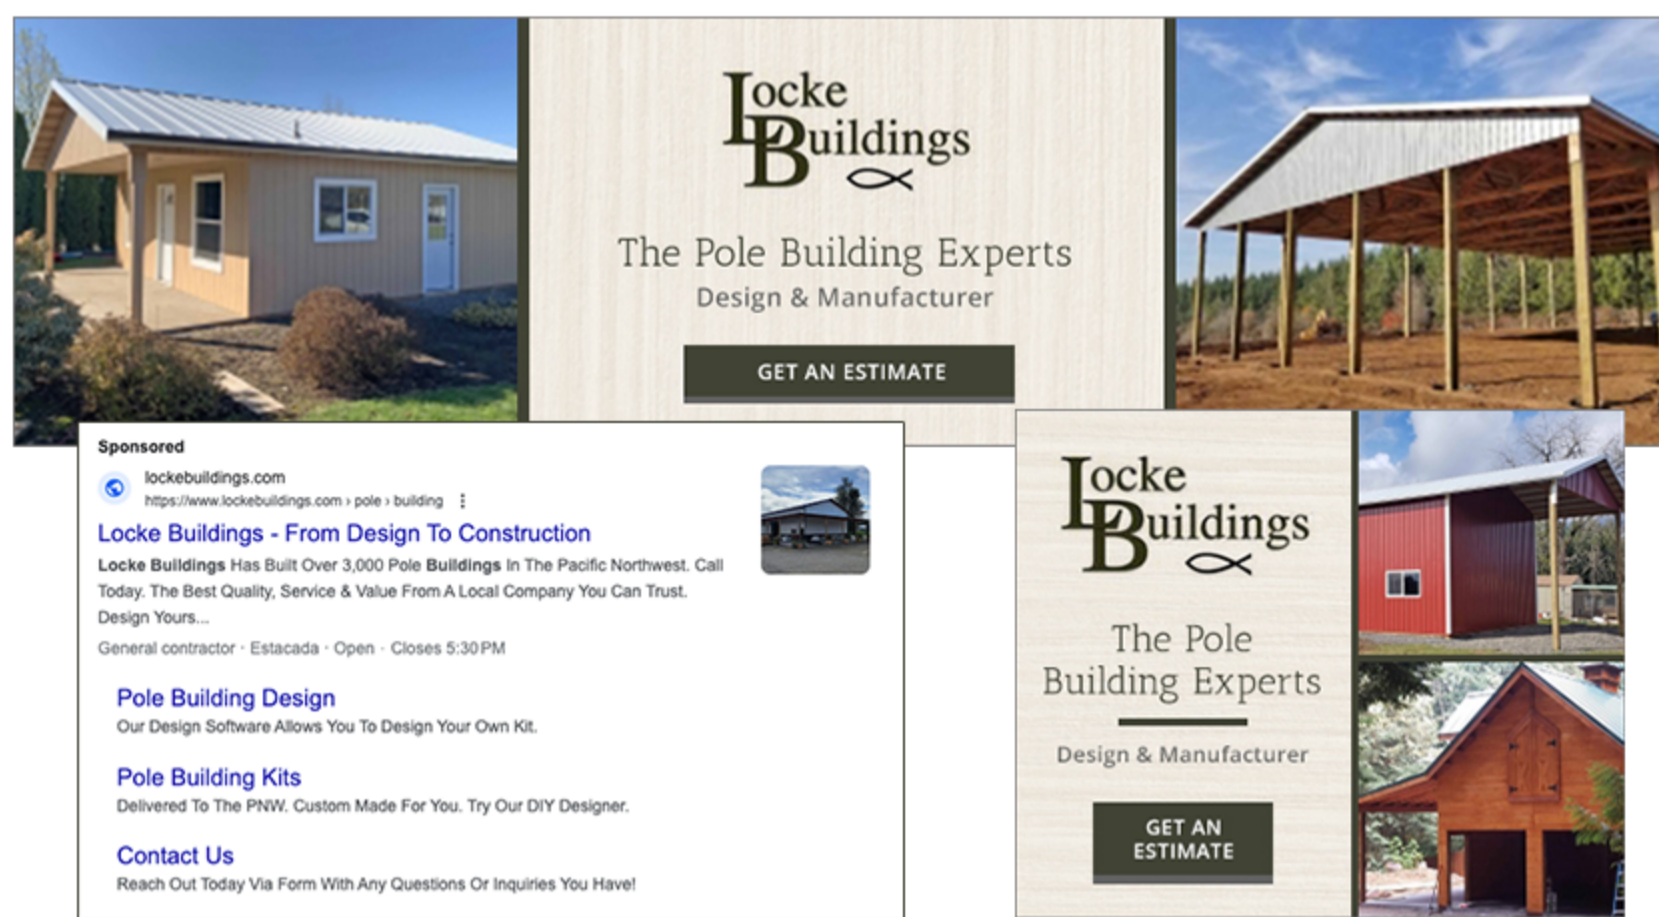 Locke
Buildings
The Pole Building Experts
Design & Manufacturer
GET AN ESTIMATE
Sponsored
lockebuildings.com
https://www.lockebuildings.com › pole › building
Locke Buildings - From Design To Construction
Locke Buildings Has Built Over 3,000 Pole Buildings In The Pacific Northwest. Call
Today. The Best Quality, Service & Value From A Local Company You Can Trust.
Design Yours...
General contractor · Estacada · Open · Closes 5:30 PM
Pole Building Design
Our Design Software Allows You To Design Your Own Kit.
Pole Building Kits
Delivered To The PNW. Custom Made For You. Try Our DIY Designer.
Contact Us
Reach Out Today Via Form With Any Questions Or Inquiries You Have!
Locke
Buildings
The Pole
Building Experts
Design & Manufacturer
GET AN
ESTIMATE